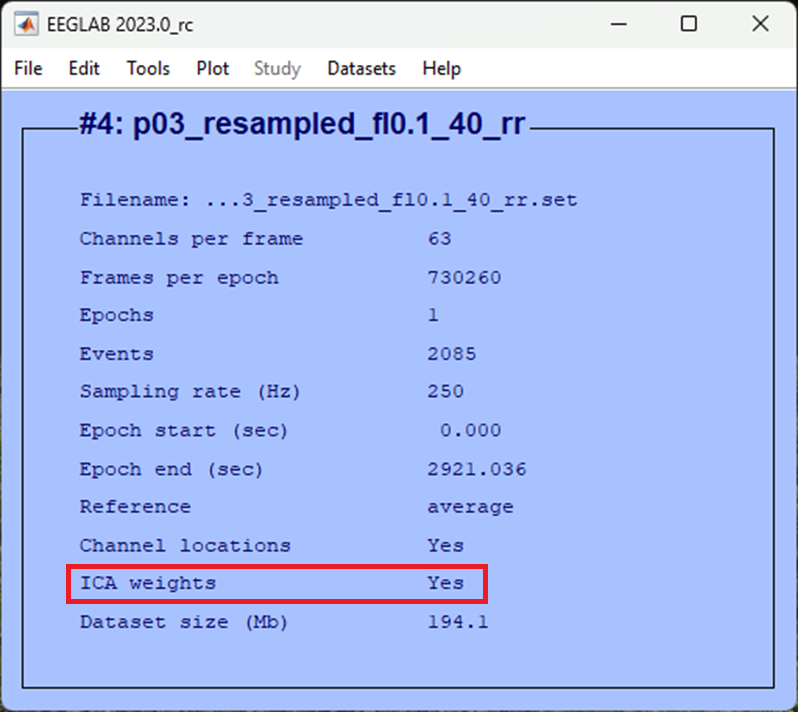 EEGLAB 2023.0_rc
File Edit Tools Plot Study Datasets Help
#4: p03_resampled_fl0.1_40_rr
Filename: ...3_resampled_fl0.1_40_rr.set
Channels per frame 63
Frames per epoch 730260
Epochs 1
Events 2085
Sampling rate (Hz) 250
Epoch start (sec) 0.000
Epoch end (sec) 2921.036
Reference average
Channel locations Yes
ICA weights Yes
Dataset size (Mb) 194.1